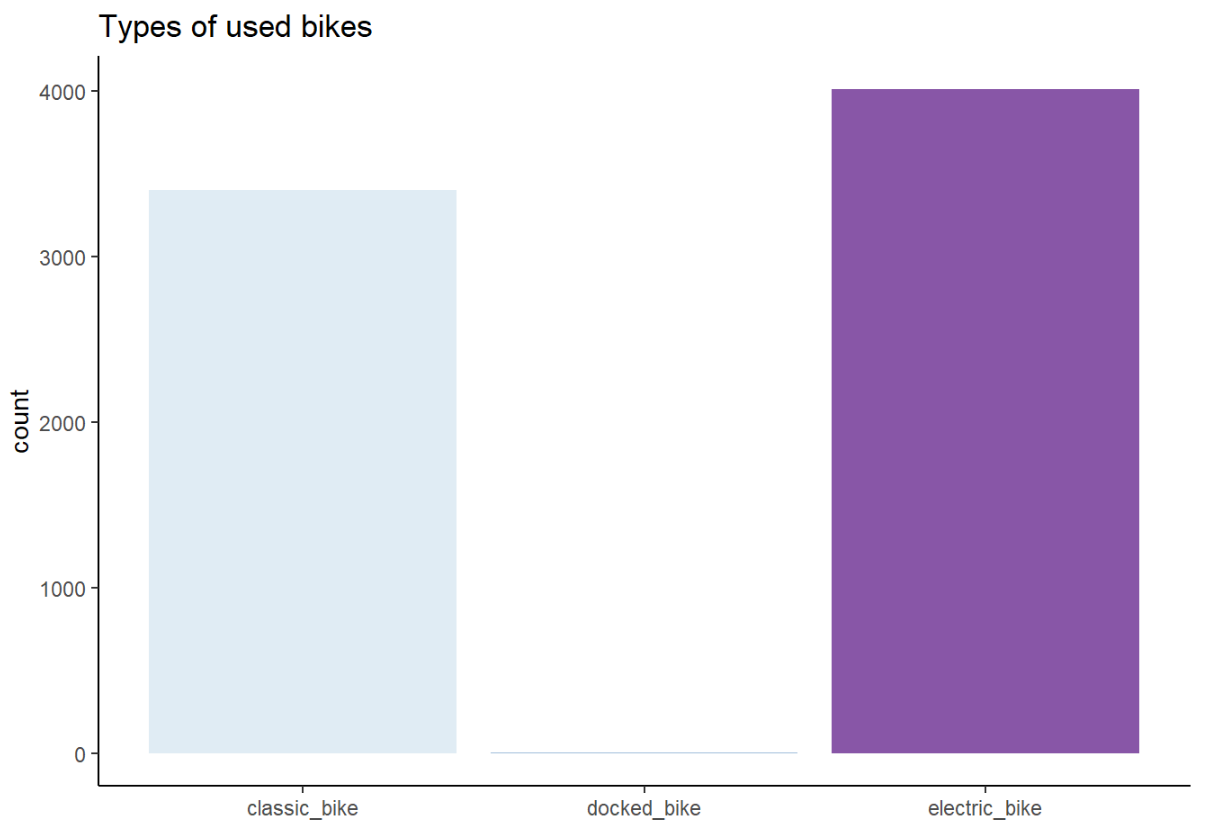 Types of used bikes
4000
3000
2000
1000
0
count
classic_bike
docked_bike
electric_bike